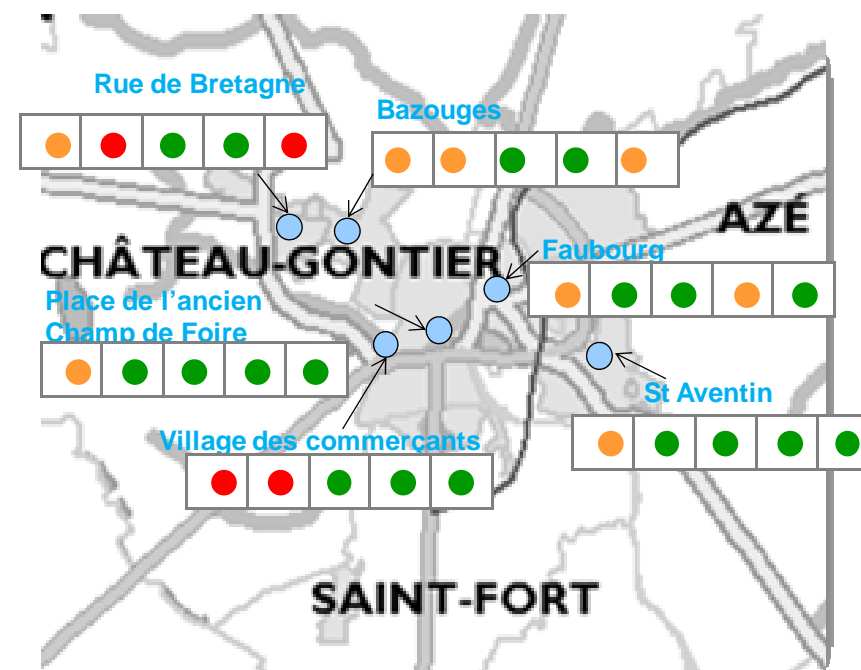 Rue de Bretagne
Bazouges
AZÉ
CHÂTEAU-GONTIER
Faubourg
Place de l’ancien
Champ de Foire
St Aventin
Village des commerçants
SAINT-FORT